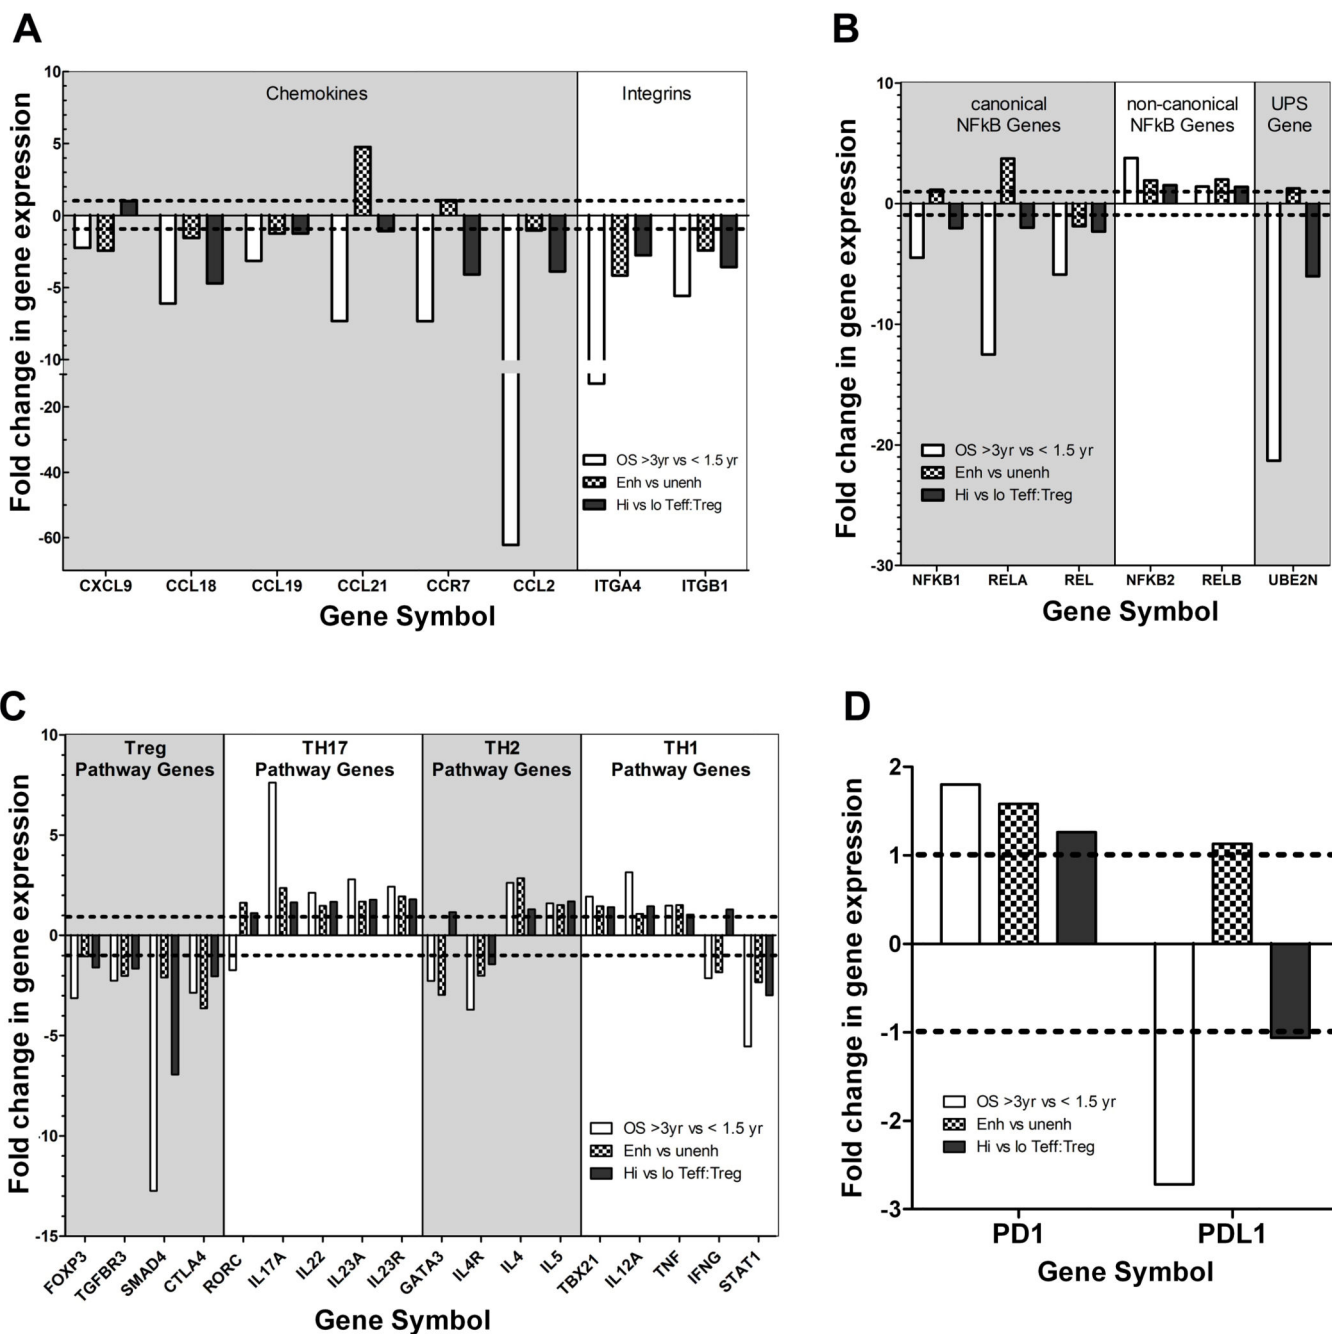 A
Fold change in gene expression
10
5
0
-5
-10
-20
-40
-60
Chemokines
Integrins
OS >3yr vs < 1.5 yr
Enh vs unenh
Hi vs lo Teff:Treg
CXCL9 CCL18 CCL19 CCL21 CCR7 CCL2 ITGA4 ITGB1
Gene Symbol
B
Fold change in gene expression
10
0
-10
-20
-30
canonical
NFkB Genes
non-canonical
NFkB Genes
UPS
Gene
OS >3yr vs < 1.5 yr
Enh vs unenh
Hi vs lo Teff:Treg
NFKB1 RELA REL NFKB2 RELB UBE2N
Gene Symbol
C
Fold change in gene expression
10
5
0
-5
-10
-15
Treg
Pathway Genes
TH17
Pathway Genes
TH2
Pathway Genes
TH1
Pathway Genes
OS >3yr vs < 1.5 yr
Enh vs unenh
Hi vs lo Teff:Treg
FOXP3 TGFBR3 SMAD4 CTLA4 RORC IL17A IL22 IL23A IL23R GATA3 IL4R IL4 IL5 TBX21 IL12A TNF IFNG STAT1
Gene Symbol
D
Fold change in gene expression
2
1
0
-1
-2
-3
OS >3yr vs < 1.5 yr
Enh vs unenh
Hi vs lo Teff:Treg
PD1 PDL1
Gene Symbol